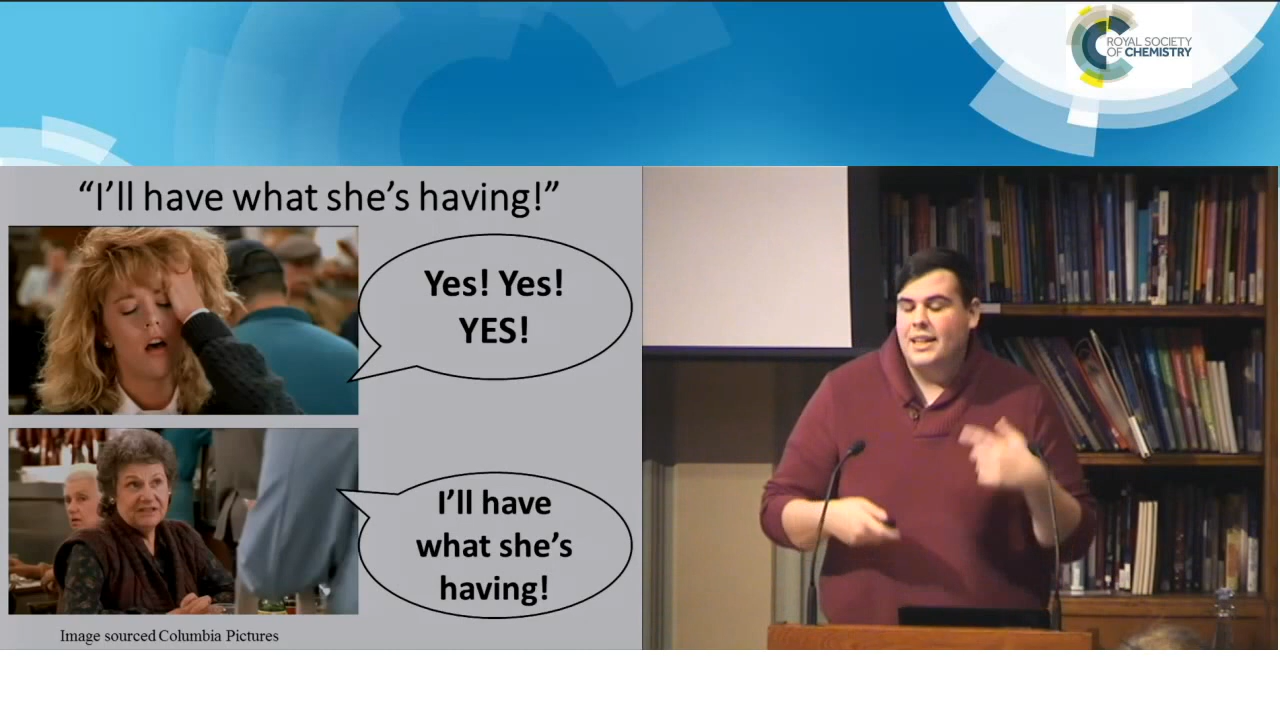 ROYAL SOCIETY
OF CHEMISTRY
“I’ll have what she’s having!”
Yes! Yes!
YES!
I’ll have
what she’s
having!
Image sourced Columbia Pictures